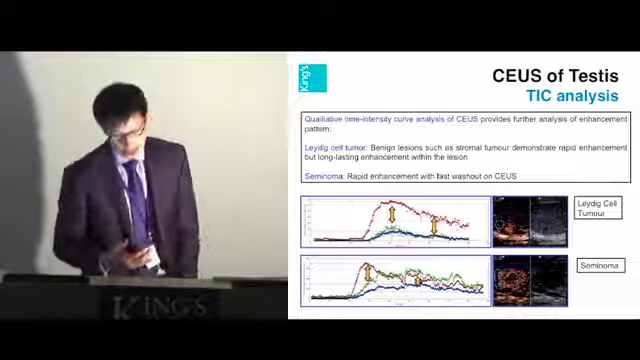 King's
CEUS of Testis
TIC analysis
Qualitative time-intensity curve analysis of CEUS provides further analysis of enhancement
pattern:
Leydig cell tumor: Benign lesions such as stromal tumour demonstrate rapid enhancement
but long-lasting enhancement within the lesion
Seminoma: Rapid enhancement with fast washout on CEUS
Leydig Cell
Tumour
Seminoma
KING'S